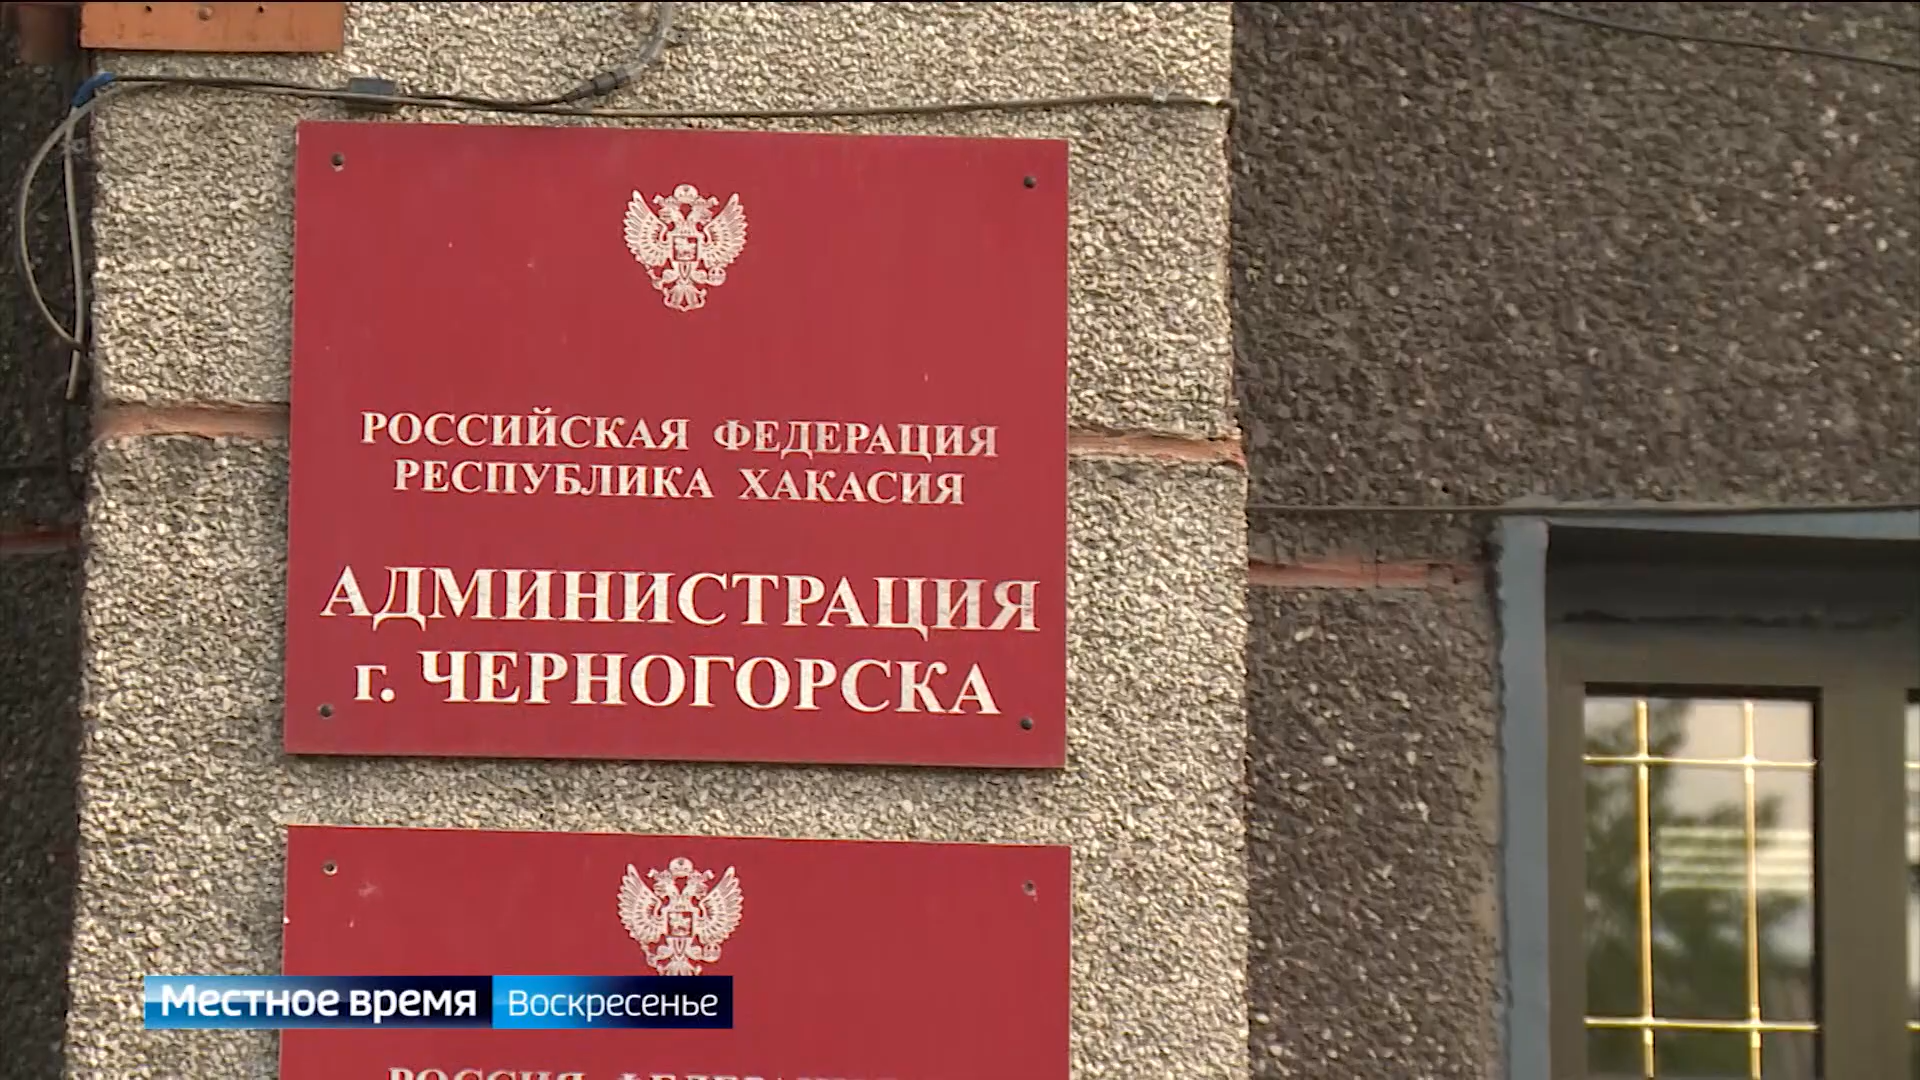 РОССИЙСКАЯ ФЕДЕРАЦИЯ
РЕСПУБЛИКА ХАКАСИЯ
АДМИНИСТРАЦИЯ
г. ЧЕРНОГОРСКА
Местное время Воскресенье